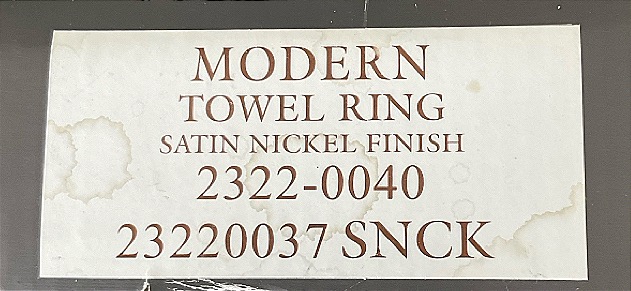 MODERN
TOWEL RING
SATIN NICKEL FINISH
2322-0040
23220037 SNCK